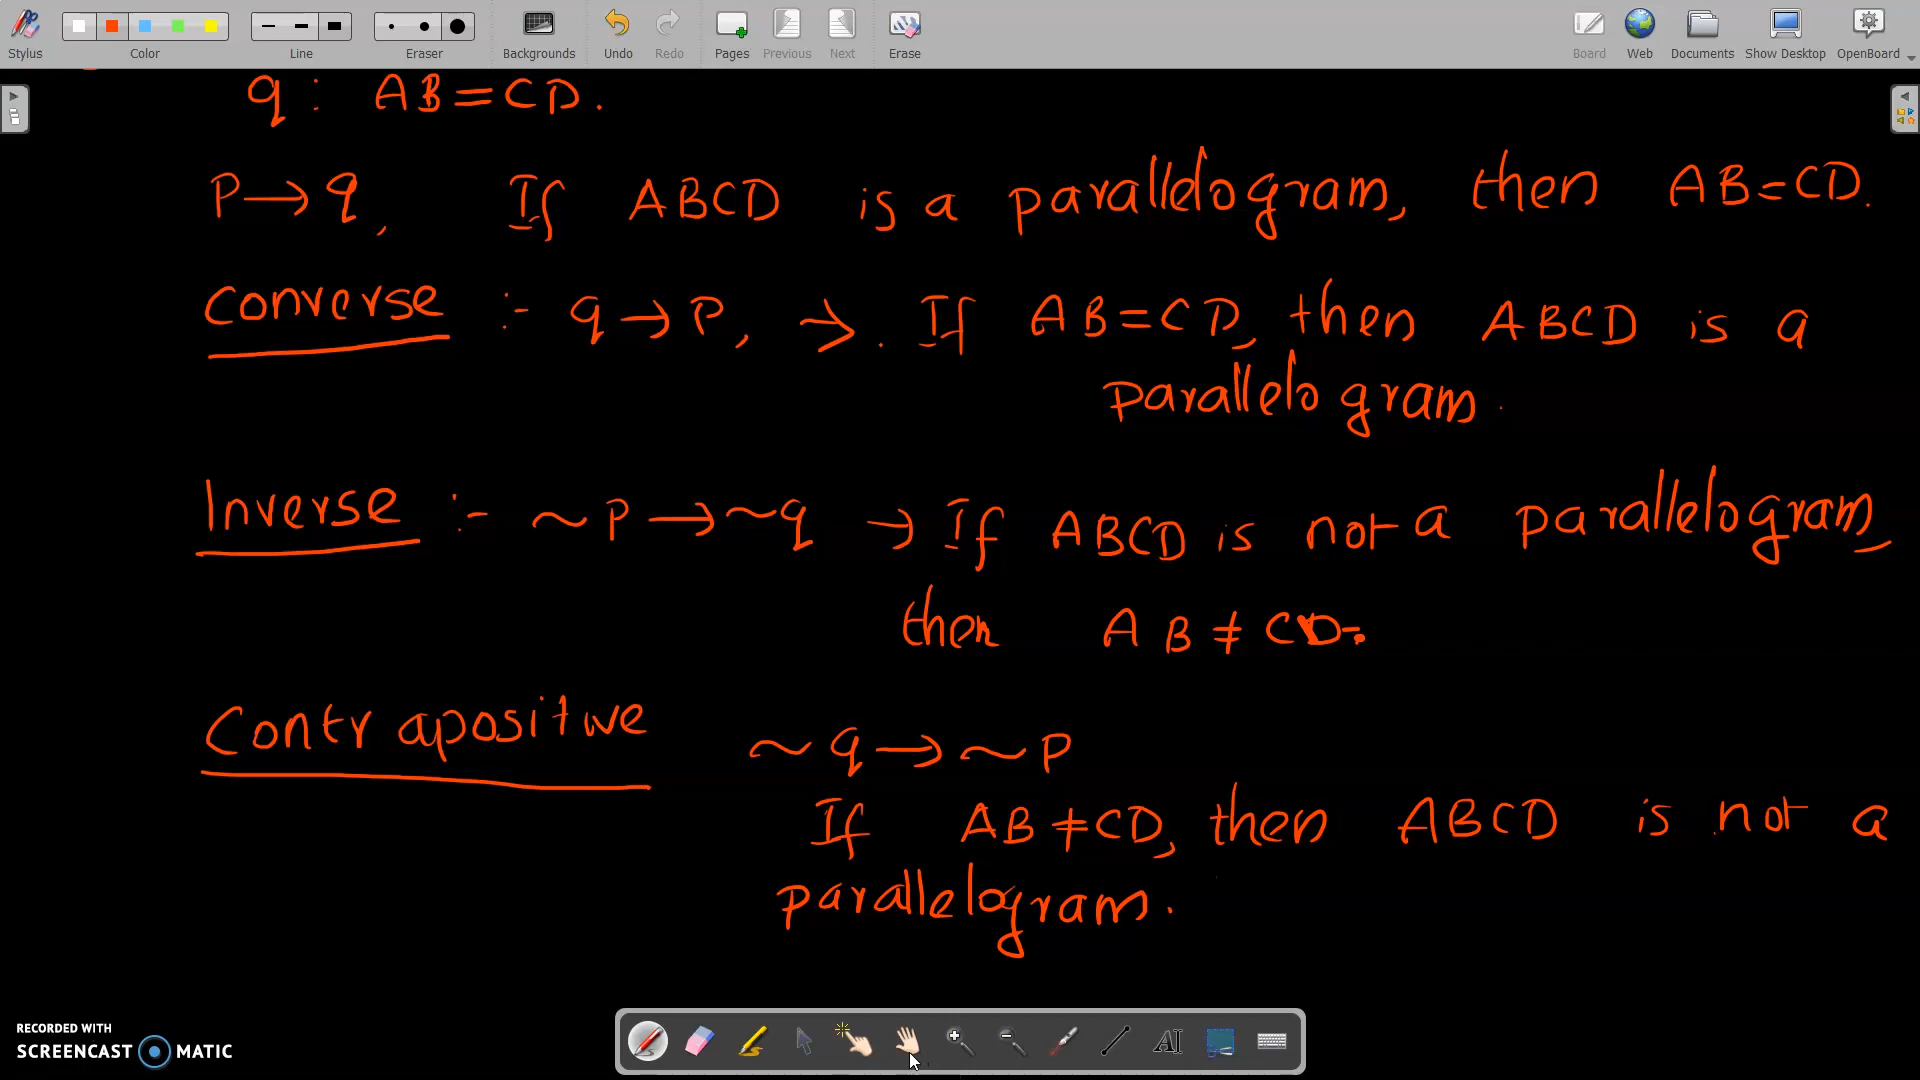 Stylus Color Line Eraser Backgrounds Undo Redo Pages Previous Next Erase Board Web Documents Show Desktop OpenBoard
q : AB = CD.
P → q, If ABCD is a parallelogram, then AB = CD.
Converse :- q → P, →. If AB = CD, then ABCD is a
parallelogram.
Inverse :- ~P → ~q → If ABCD is not a parallelogram,
then AB ≠ CD.
Contrapositive ~q → ~P
If AB ≠ CD, then ABCD is not a
parallelogram.
RECORDED WITH
SCREENCAST MATIC